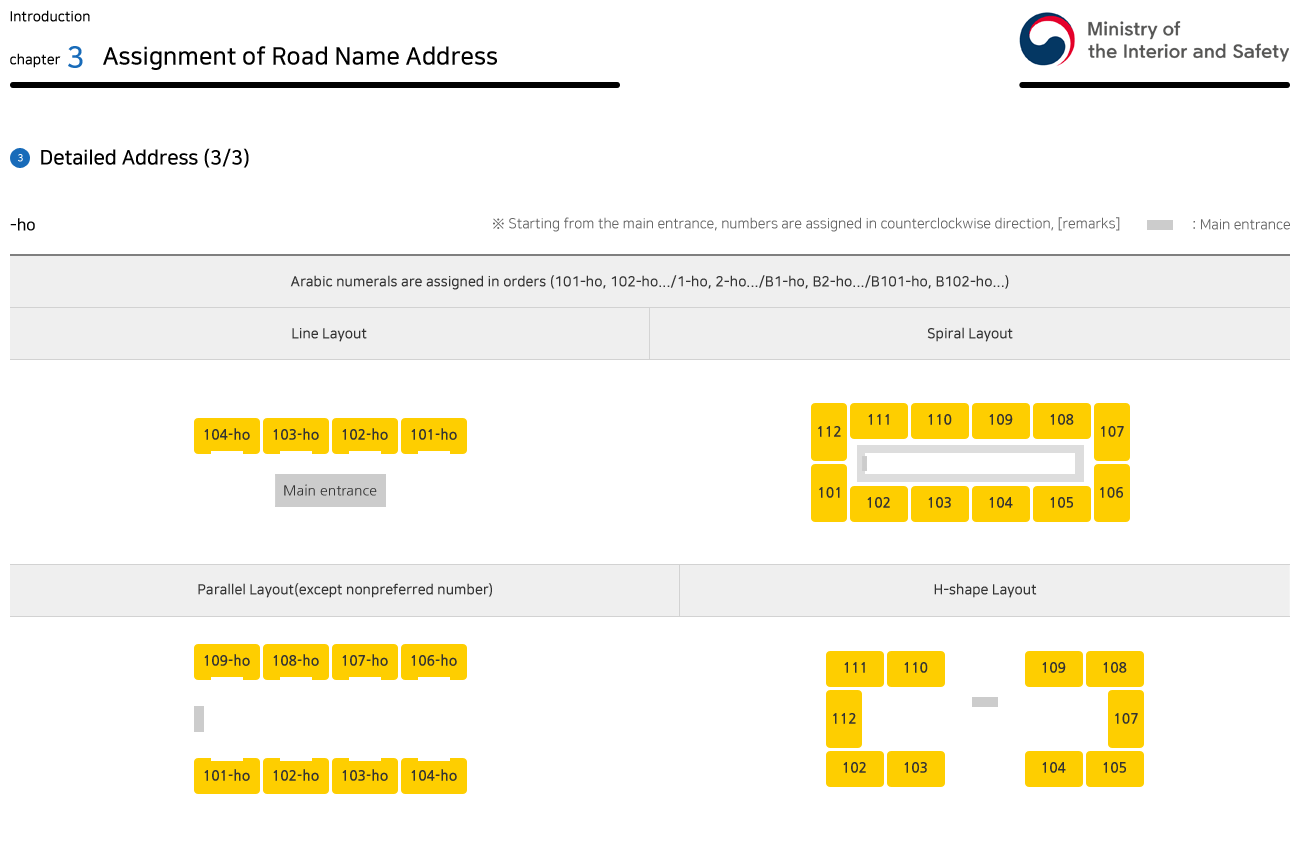 Introduction
chapter 3 Assignment of Road Name Address
Ministry of
the Interior and Safety
3 Detailed Address (3/3)
-ho
※ Starting from the main entrance, numbers are assigned in counterclockwise direction, [remarks]
: Main entrance
Arabic numerals are assigned in orders (101-ho, 102-ho.../1-ho, 2-ho.../B1-ho, B2-ho.../B101-ho, B102-ho...)
Line Layout
Spiral Layout
104-ho 103-ho 102-ho 101-ho
Main entrance
112 111 110 109 108 107
101 102 103 104 105 106
Parallel Layout(except nonpreferred number)
H-shape Layout
109-ho 108-ho 107-ho 106-ho
101-ho 102-ho 103-ho 104-ho
111 110 109 108
112 107
102 103 104 105